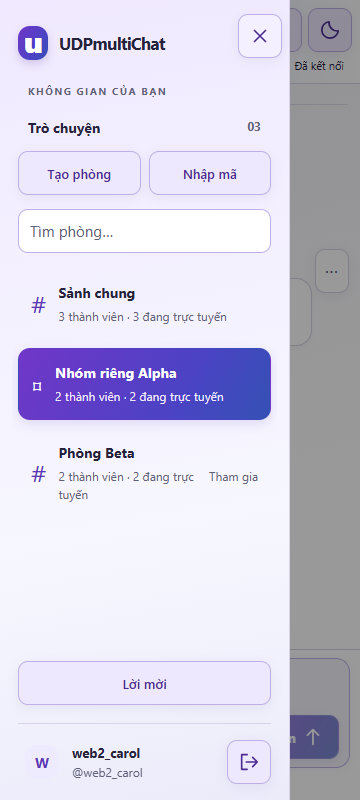 u UDPmultiChat
Đã kết nối
KHÔNG GIAN CỦA BẠN
Trò chuyện 03
Tạo phòng Nhập mã
Tìm phòng...
# Sảnh chung
3 thành viên · 3 đang trực tuyến
¤ Nhóm riêng Alpha
2 thành viên · 2 đang trực tuyến
# Phòng Beta
2 thành viên · 2 đang trực tuyến Tham gia
Lời mời
W web2_carol
@web2_carol